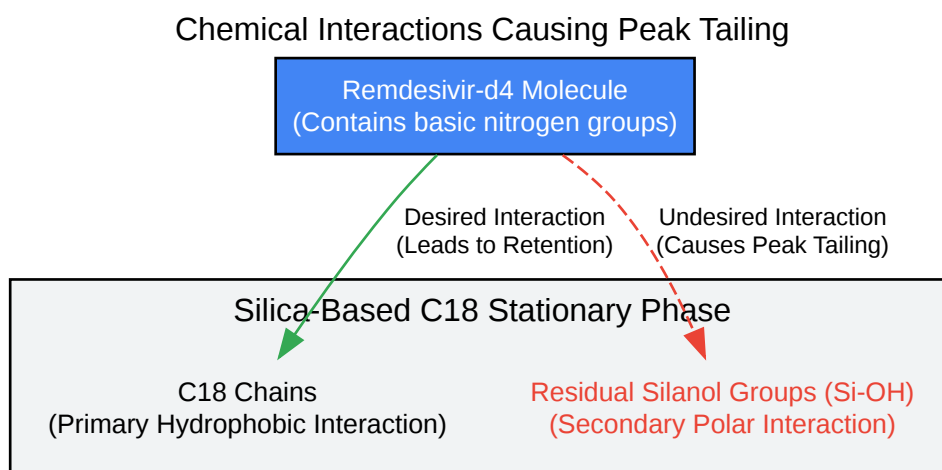 Chemical Interactions Causing Peak Tailing
Remdesivir-d4 Molecule
(Contains basic nitrogen groups)
Desired Interaction
(Leads to Retention)
Undesired Interaction
(Causes Peak Tailing)
Silica-Based C18 Stationary Phase
C18 Chains
(Primary Hydrophobic Interaction)
Residual Silanol Groups (Si-OH)
(Secondary Polar Interaction)